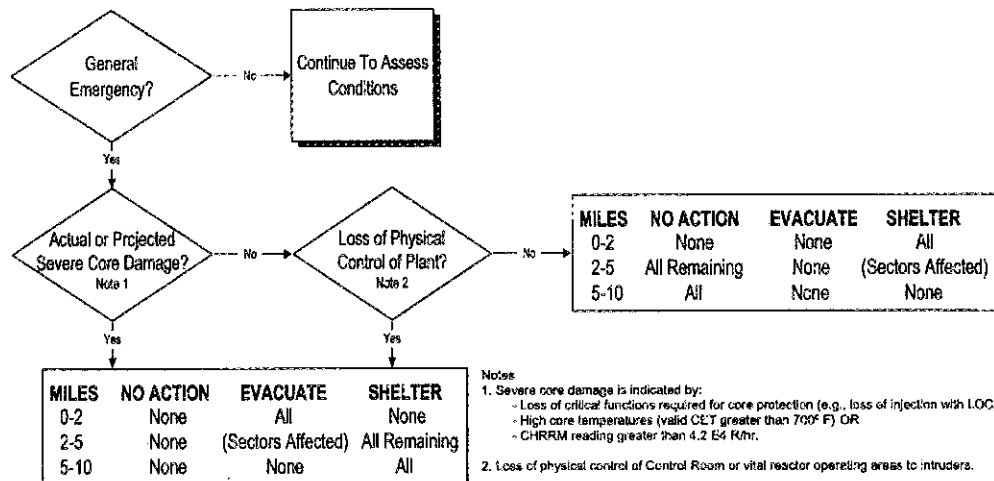 General
Emergency?
No
Continue To Assess
Conditions
Yes
Actual or Projected
Severe Core Damage?
Note 1
No
Loss of Physical
Control of Plant?
Note 2
No
MILES NO ACTION EVACUATE SHELTER
0-2 None None All
2-5 All Remaining None (Sectors Affected)
5-10 All None None
Yes
Yes
MILES NO ACTION EVACUATE SHELTER
0-2 None All None
2-5 None (Sectors Affected) All Remaining
5-10 None None All
Notes
1. Severe core damage is indicated by:
- Loss of critical functions required for core protection (e.g., loss of injection with LOC
- High core temperatures (valid CET greater than 700° F) OR
- CHRRM reading greater than 4.2 E4 R/hr.
2. Loss of physical control of Control Room or vital reactor operating areas to intruders.